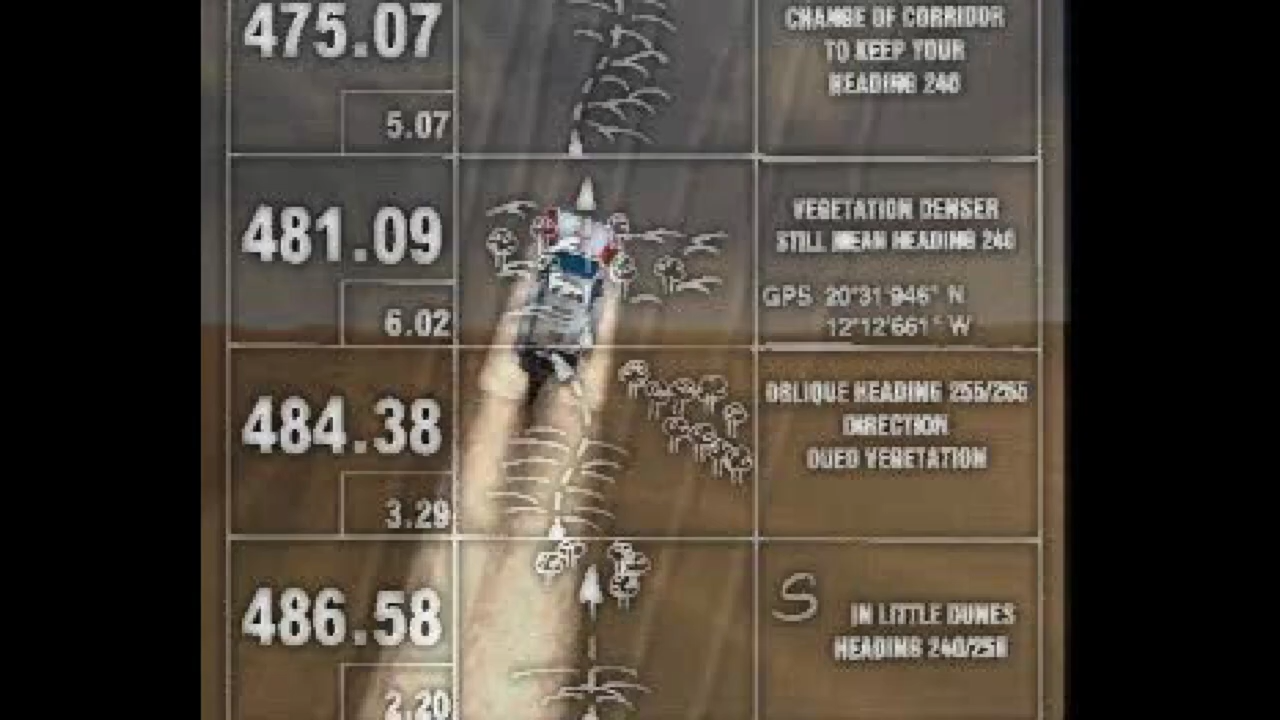 475.07
5.07
CHANGE OF CORRIDOR
TO KEEP YOUR
HEADING 240
481.09
6.02
VEGETATION DENSER
STILL MEAN HEADING 240
GPS 20°31'946" N
12°12'661" W
484.38
3.29
OBLIQUE HEADING 255/265
DIRECTION
OUED VEGETATION
486.58
2.20
S IN LITTLE DUNES
HEADING 240/250